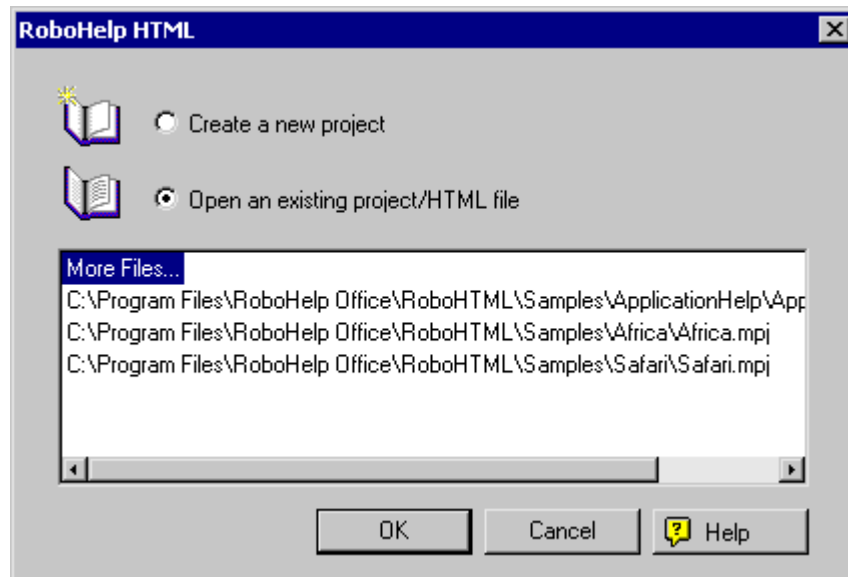 RoboHelp HTML
Create a new project
Open an existing project/HTML file
More Files...
C:\Program Files\RoboHelp Office\RoboHTML\Samples\ApplicationHelp\App
C:\Program Files\RoboHelp Office\RoboHTML\Samples\Africa\Africa.mpj
C:\Program Files\RoboHelp Office\RoboHTML\Samples\Safari\Safari.mpj
OK Cancel Help